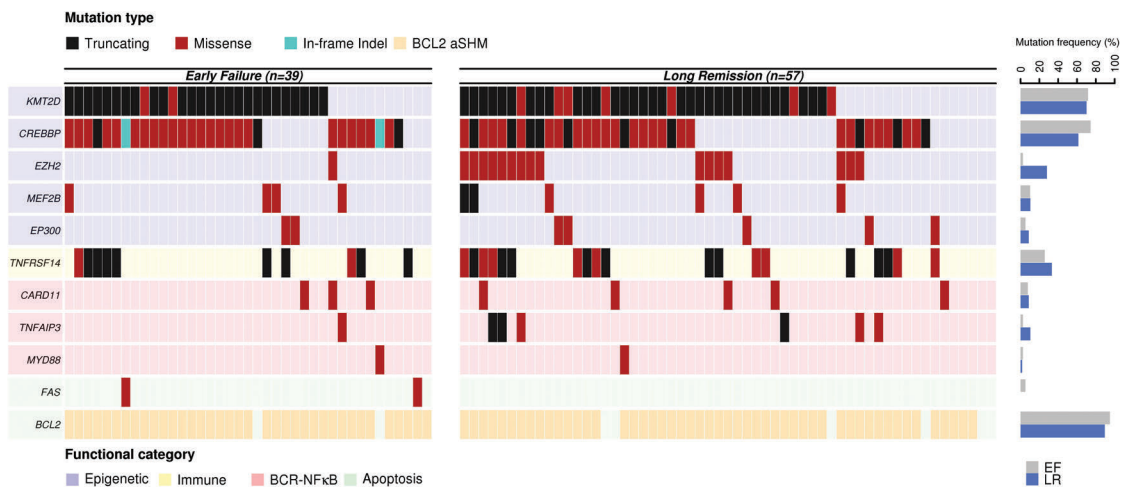 Mutation type
Truncating Missense In-frame Indel BCL2 aSHM
Mutation frequency (%)
0 20 40 60 80 100
Early Failure (n=39) Long Remission (n=57)
KMT2D
CREBBP
EZH2
MEF2B
EP300
TNFRSF14
CARD11
TNFAIP3
MYD88
FAS
BCL2
Functional category
Epigenetic Immune BCR-NFκB Apoptosis
EF
LR